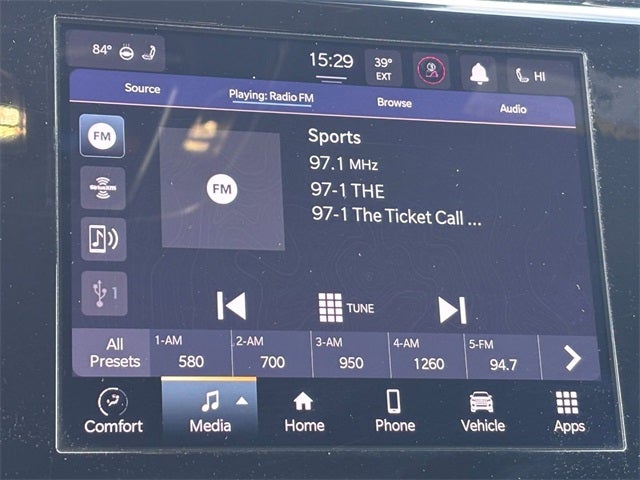 84°
15:29
39°
EXT
HI
Source
Playing: Radio FM
Browse
Audio
FM
SiriusXM
1
FM
Sports
97.1 MHz
97-1 THE
97-1 The Ticket Call ...
TUNE
All
Presets
1-AM
580
2-AM
700
3-AM
950
4-AM
1260
5-FM
94.7
Comfort
Media
Home
Phone
Vehicle
Apps